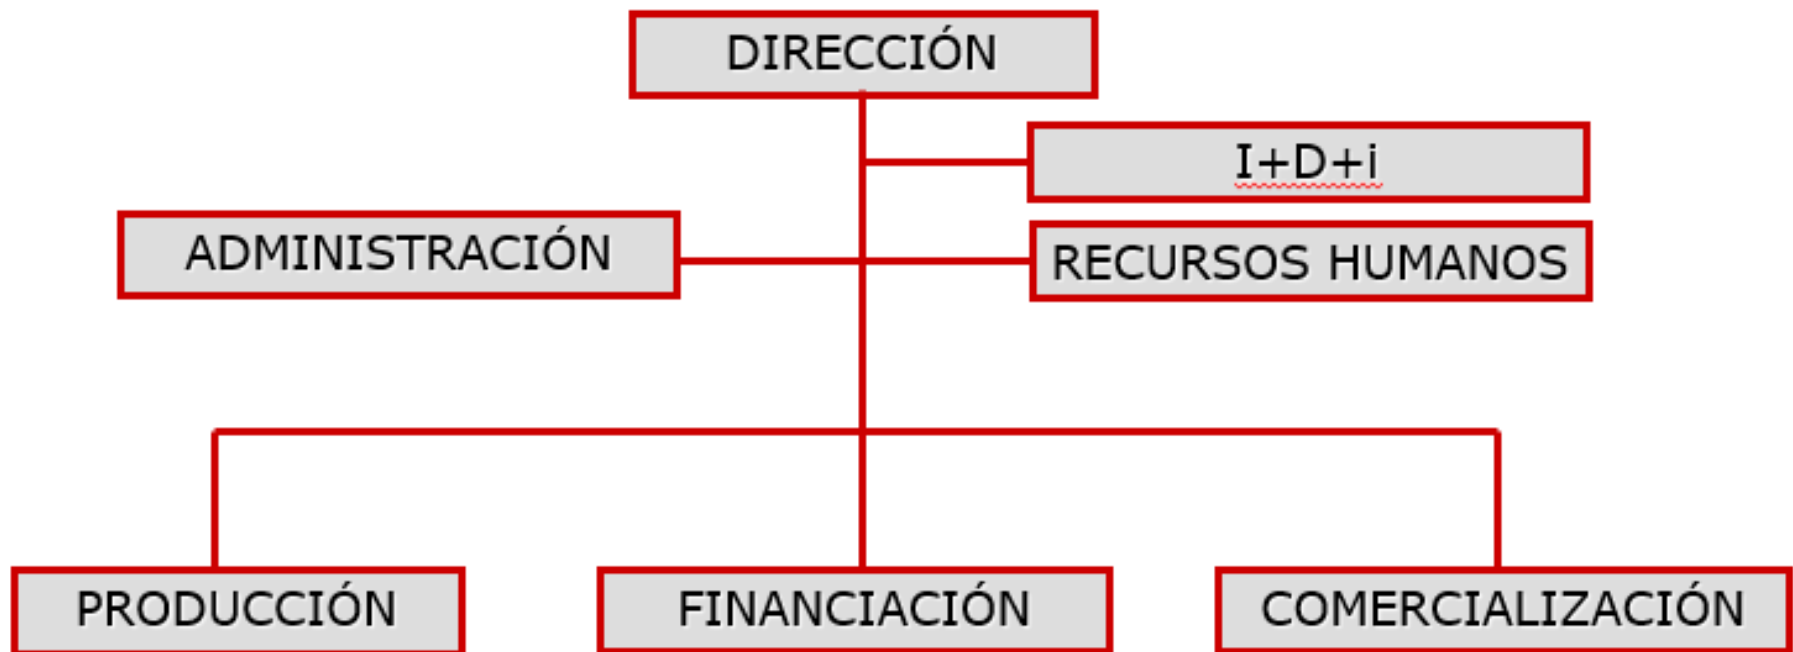 DIRECCIÓN
I+D+i
ADMINISTRACIÓN
RECURSOS HUMANOS
PRODUCCIÓN
FINANCIACIÓN
COMERCIALIZACIÓN